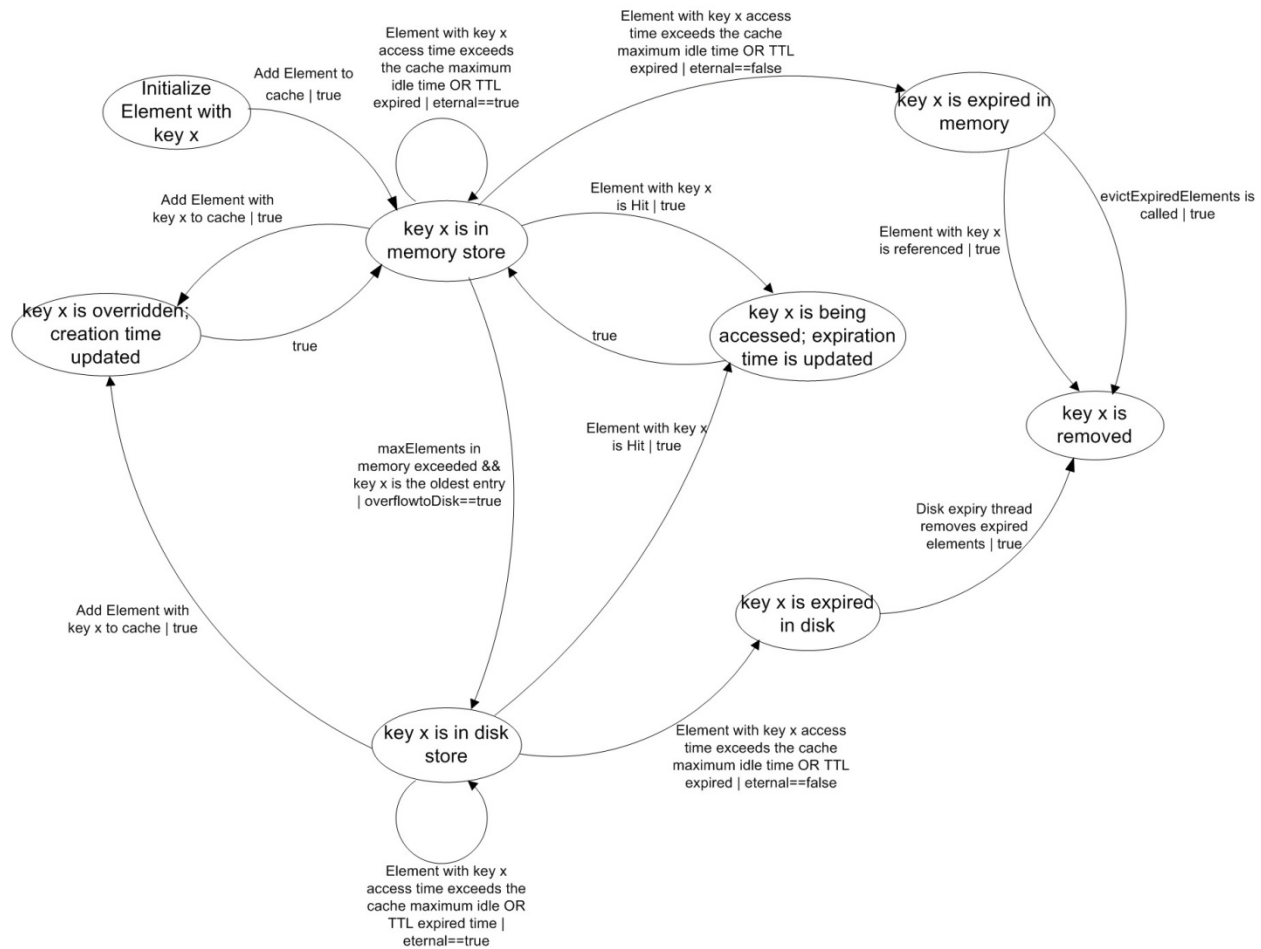 Element with key x
access time exceeds
the cache maximum
idle time OR TTL
expired | eternal==true
Element with key x access
time exceeds the cache
maximum idle time OR TTL
expired | eternal==false
Add Element to
cache | true
Initialize
Element with
key x
key x is expired in
memory
Add Element with
key x to cache | true
Element with key x
is Hit | true
evictExpiredElements is
called | true
key x is in
memory store
Element with key x
is referenced | true
key x is overridden;
creation time
updated
true
true
key x is being
accessed; expiration
time is updated
key x is
removed
maxElements in
memory exceeded &&
key x is the oldest entry
| overflowtoDisk==true
Element with key x
is Hit | true
Disk expiry thread
removes expired
elements | true
Add Element with
key x to cache | true
key x is expired
in disk
key x is in disk
store
Element with key x access
time exceeds the cache
maximum idle time OR TTL
expired | eternal==false
Element with key x
access time exceeds the
cache maximum idle OR
TTL expired time |
eternal==true